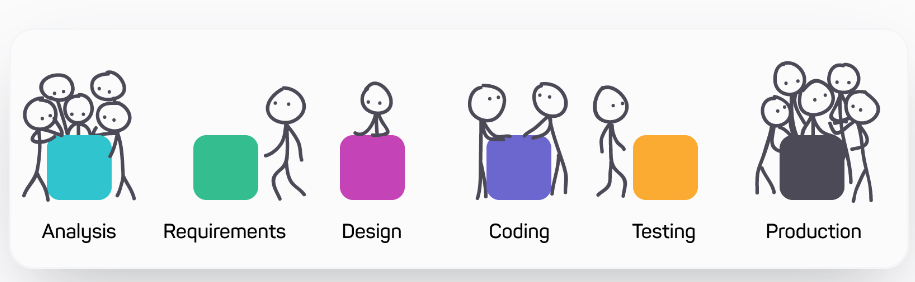 Analysis Requirements Design Coding Testing Production